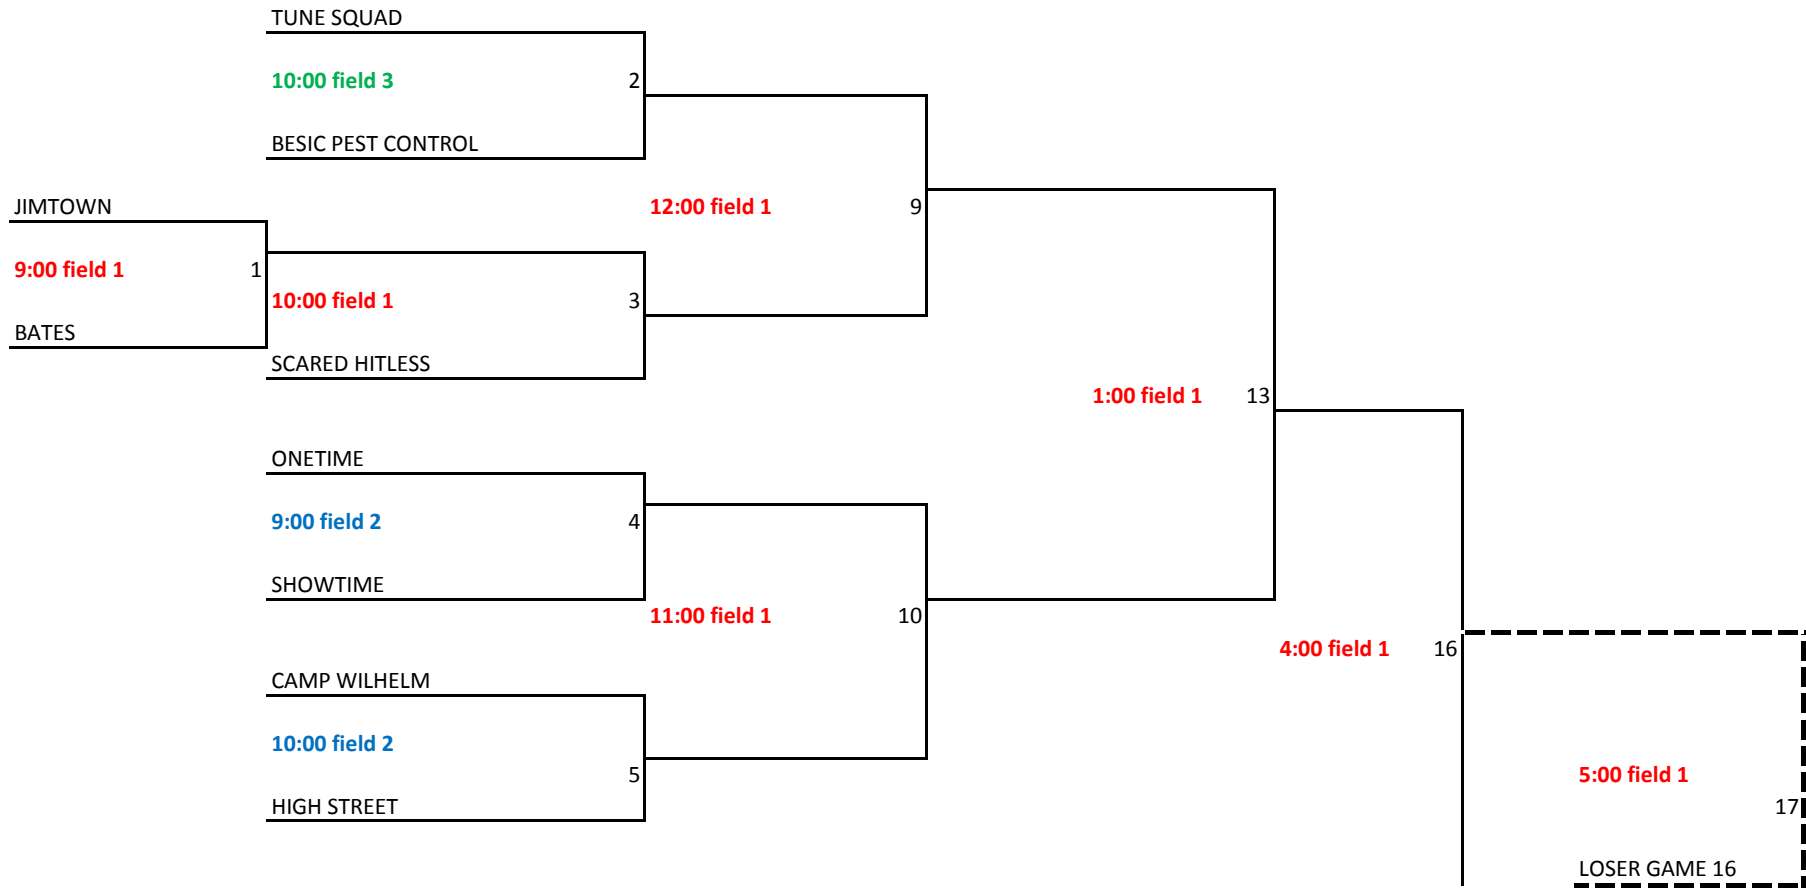 TUNE SQUAD
10:00 field 3
2
BESIC PEST CONTROL
JIMTOWN
12:00 field 1
9
9:00 field 1
1
10:00 field 1
3
BATES
SCARED HITLESS
1:00 field 1
13
ONETIME
9:00 field 2
4
SHOWTIME
11:00 field 1
10
4:00 field 1
16
CAMP WILHELM
10:00 field 2
5
5:00 field 1
HIGH STREET
17
LOSER GAME 16